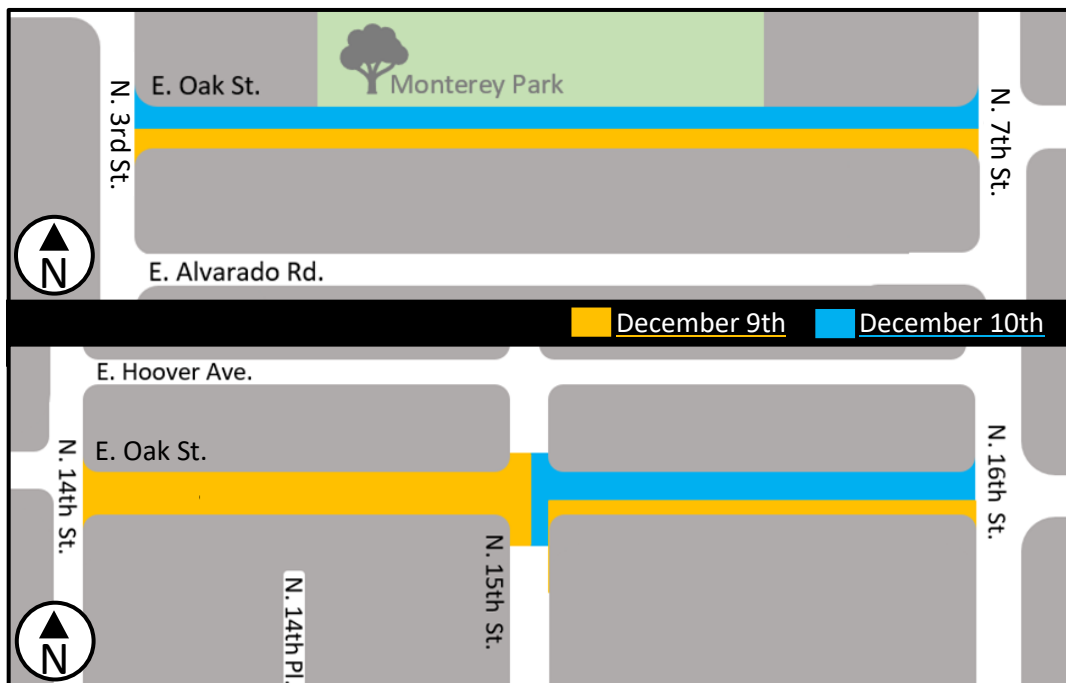 E. Oak St.
Monterey Park
N. 3rd St.
N. 7th St.
N
E. Alvarado Rd.
December 9th
December 10th
E. Hoover Ave.
E. Oak St.
N. 14th St.
N. 16th St.
N. 15th St.
N. 14th Pl.
N